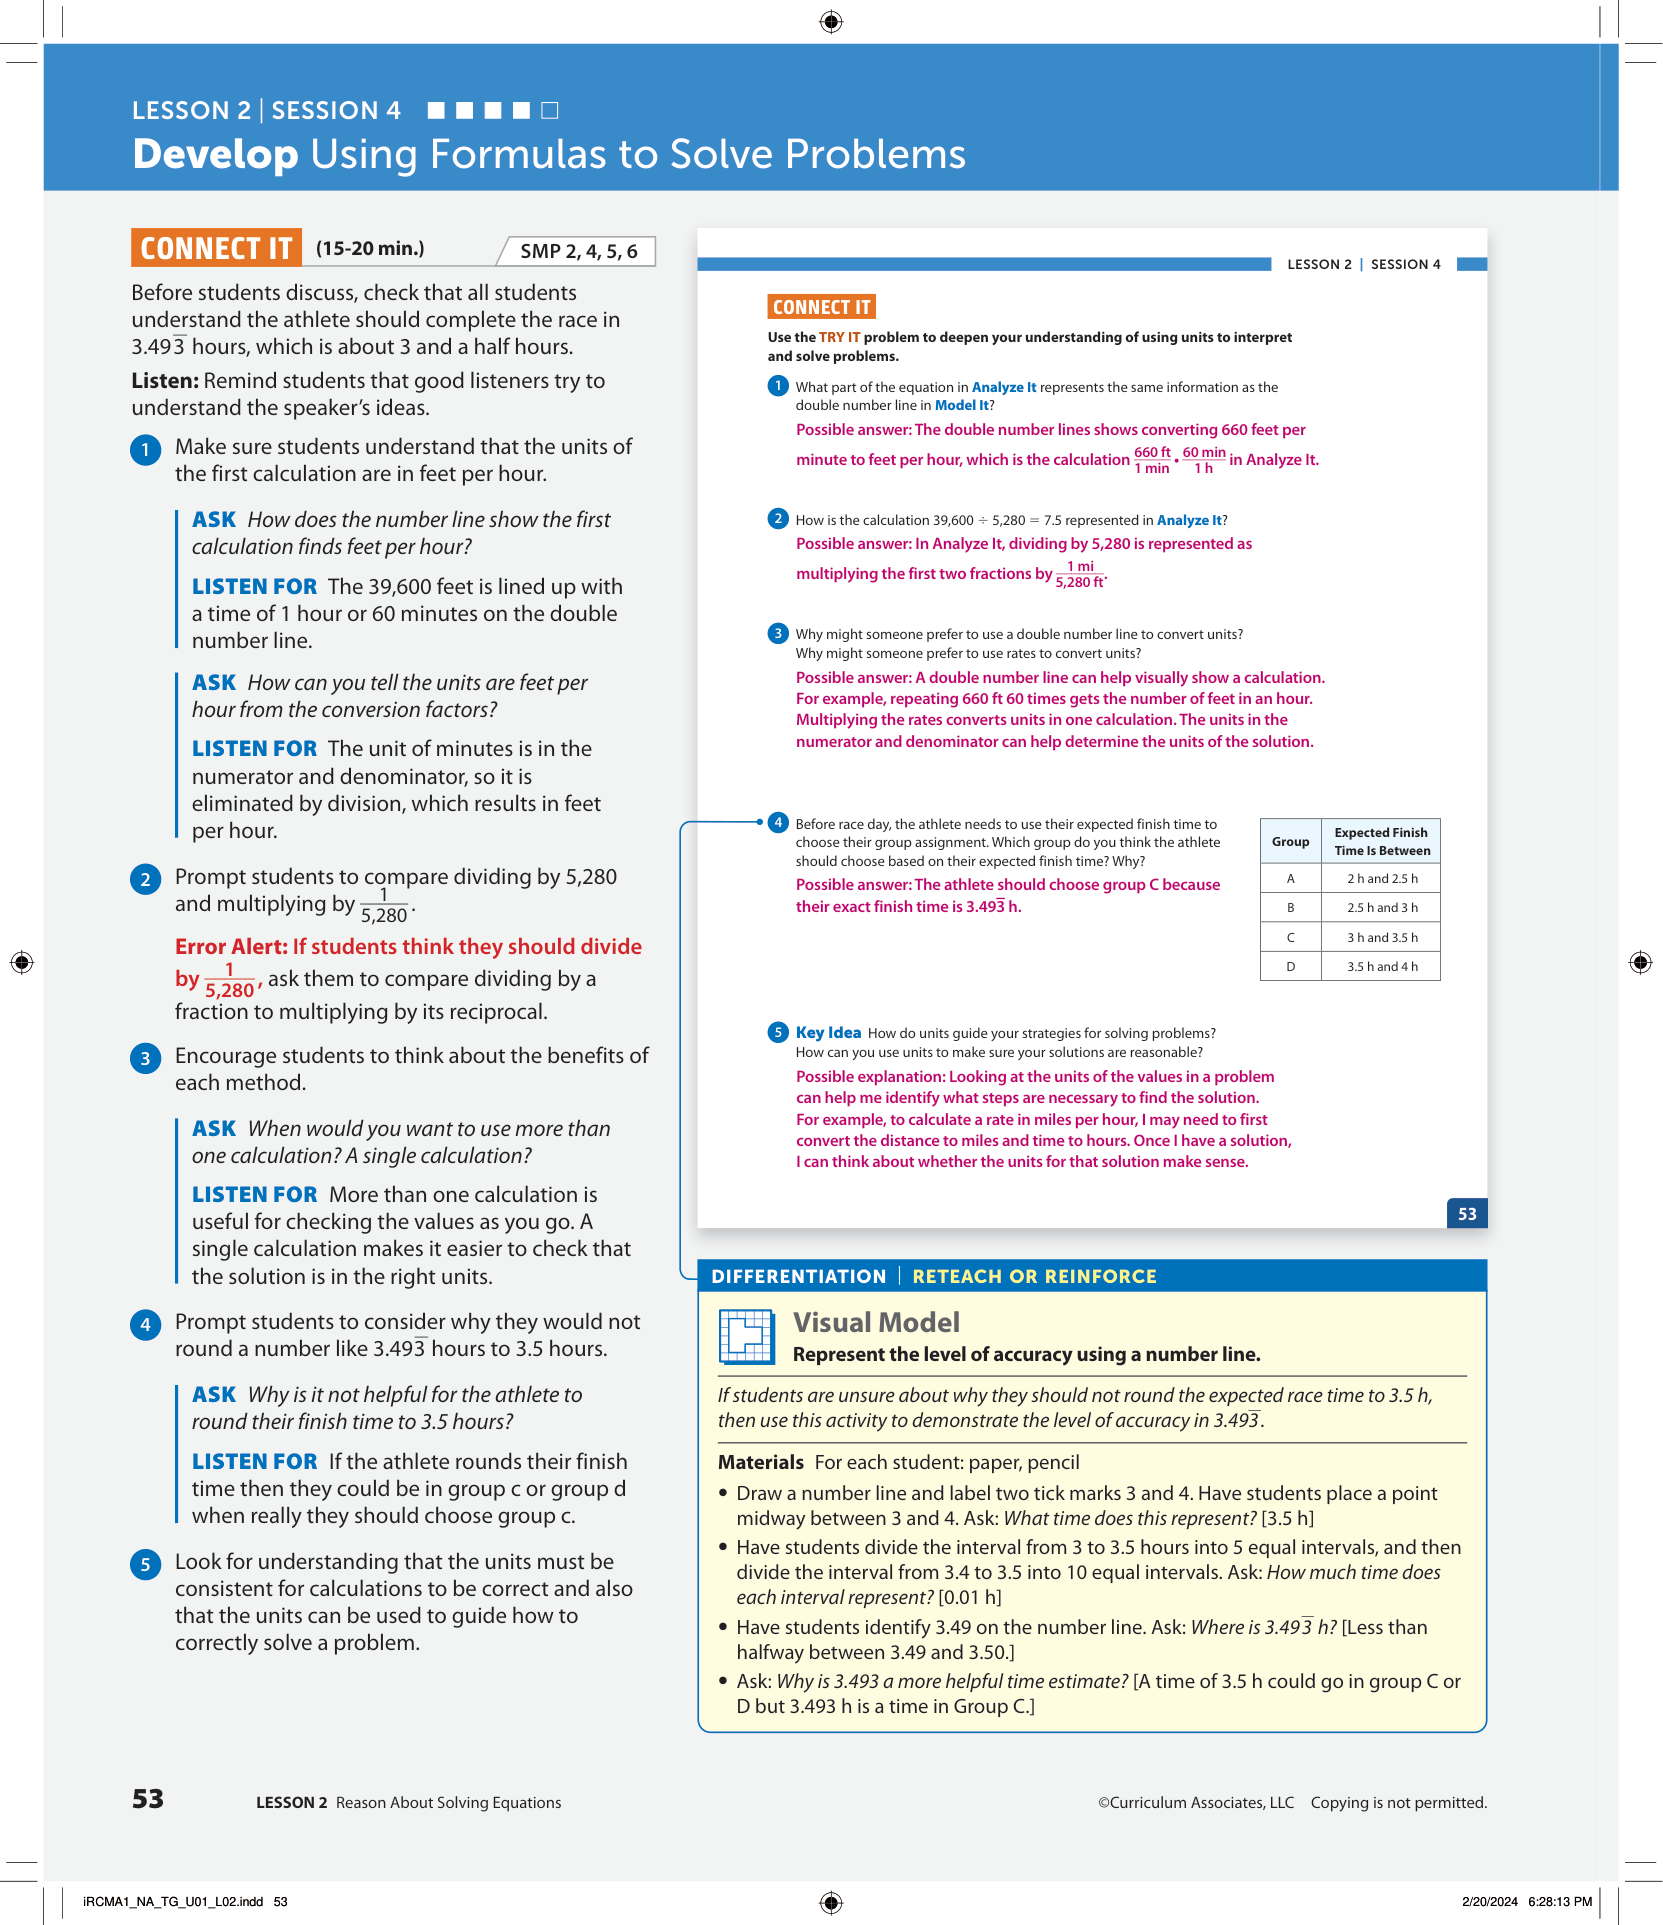 LESSON 2 | SESSION 4
Develop Using Formulas to Solve Problems
CONNECT IT (15-20 min.) SMP 2, 4, 5, 6
Before students discuss, check that all students
understand the athlete should complete the race in
3.493̅ hours, which is about 3 and a half hours.
Listen: Remind students that good listeners try to
understand the speaker’s ideas.
1 Make sure students understand that the units of
the first calculation are in feet per hour.
ASK How does the number line show the first
calculation finds feet per hour?
LISTEN FOR The 39,600 feet is lined up with
a time of 1 hour or 60 minutes on the double
number line.
ASK How can you tell the units are feet per
hour from the conversion factors?
LISTEN FOR The unit of minutes is in the
numerator and denominator, so it is
eliminated by division, which results in feet
per hour.
2 Prompt students to compare dividing by 5,280
and multiplying by 1/5,280.
Error Alert: If students think they should divide
by 1/5,280, ask them to compare dividing by a
fraction to multiplying by its reciprocal.
3 Encourage students to think about the benefits of
each method.
ASK When would you want to use more than
one calculation? A single calculation?
LISTEN FOR More than one calculation is
useful for checking the values as you go. A
single calculation makes it easier to check that
the solution is in the right units.
4 Prompt students to consider why they would not
round a number like 3.493̅ hours to 3.5 hours.
ASK Why is it not helpful for the athlete to
round their finish time to 3.5 hours?
LISTEN FOR If the athlete rounds their finish
time then they could be in group c or group d
when really they should choose group c.
5 Look for understanding that the units must be
consistent for calculations to be correct and also
that the units can be used to guide how to
correctly solve a problem.
LESSON 2 | SESSION 4
CONNECT IT
Use the TRY IT problem to deepen your understanding of using units to interpret
and solve problems.
1 What part of the equation in Analyze It represents the same information as the
double number line in Model It?
Possible answer: The double number lines shows converting 660 feet per
minute to feet per hour, which is the calculation 660 ft/1 min • 60 min/1 h in Analyze It.
2 How is the calculation 39,600 ÷ 5,280 = 7.5 represented in Analyze It?
Possible answer: In Analyze It, dividing by 5,280 is represented as
multiplying the first two fractions by 1 mi/5,280 ft.
3 Why might someone prefer to use a double number line to convert units?
Why might someone prefer to use rates to convert units?
Possible answer: A double number line can help visually show a calculation.
For example, repeating 660 ft 60 times gets the number of feet in an hour.
Multiplying the rates converts units in one calculation. The units in the
numerator and denominator can help determine the units of the solution.
4 Before race day, the athlete needs to use their expected finish time to
choose their group assignment. Which group do you think the athlete
should choose based on their expected finish time? Why?
Possible answer: The athlete should choose group C because
their exact finish time is 3.493̅ h.
Group Expected Finish
Time Is Between
A 2 h and 2.5 h
B 2.5 h and 3 h
C 3 h and 3.5 h
D 3.5 h and 4 h
5 Key Idea How do units guide your strategies for solving problems?
How can you use units to make sure your solutions are reasonable?
Possible explanation: Looking at the units of the values in a problem
can help me identify what steps are necessary to find the solution.
For example, to calculate a rate in miles per hour, I may need to first
convert the distance to miles and time to hours. Once I have a solution,
I can think about whether the units for that solution make sense.
53
DIFFERENTIATION | RETEACH OR REINFORCE
Visual Model
Represent the level of accuracy using a number line.
If students are unsure about why they should not round the expected race time to 3.5 h,
then use this activity to demonstrate the level of accuracy in 3.493̅.
Materials For each student: paper, pencil
• Draw a number line and label two tick marks 3 and 4. Have students place a point
midway between 3 and 4. Ask: What time does this represent? [3.5 h]
• Have students divide the interval from 3 to 3.5 hours into 5 equal intervals, and then
divide the interval from 3.4 to 3.5 into 10 equal intervals. Ask: How much time does
each interval represent? [0.01 h]
• Have students identify 3.49 on the number line. Ask: Where is 3.493̅ h? [Less than
halfway between 3.49 and 3.50.]
• Ask: Why is 3.493 a more helpful time estimate? [A time of 3.5 h could go in group C or
D but 3.493 h is a time in Group C.]
53 LESSON 2 Reason About Solving Equations ©Curriculum Associates, LLC Copying is not permitted.
iRCMA1_NA_TG_U01_L02.indd 53 2/20/2024 6:28:13 PM